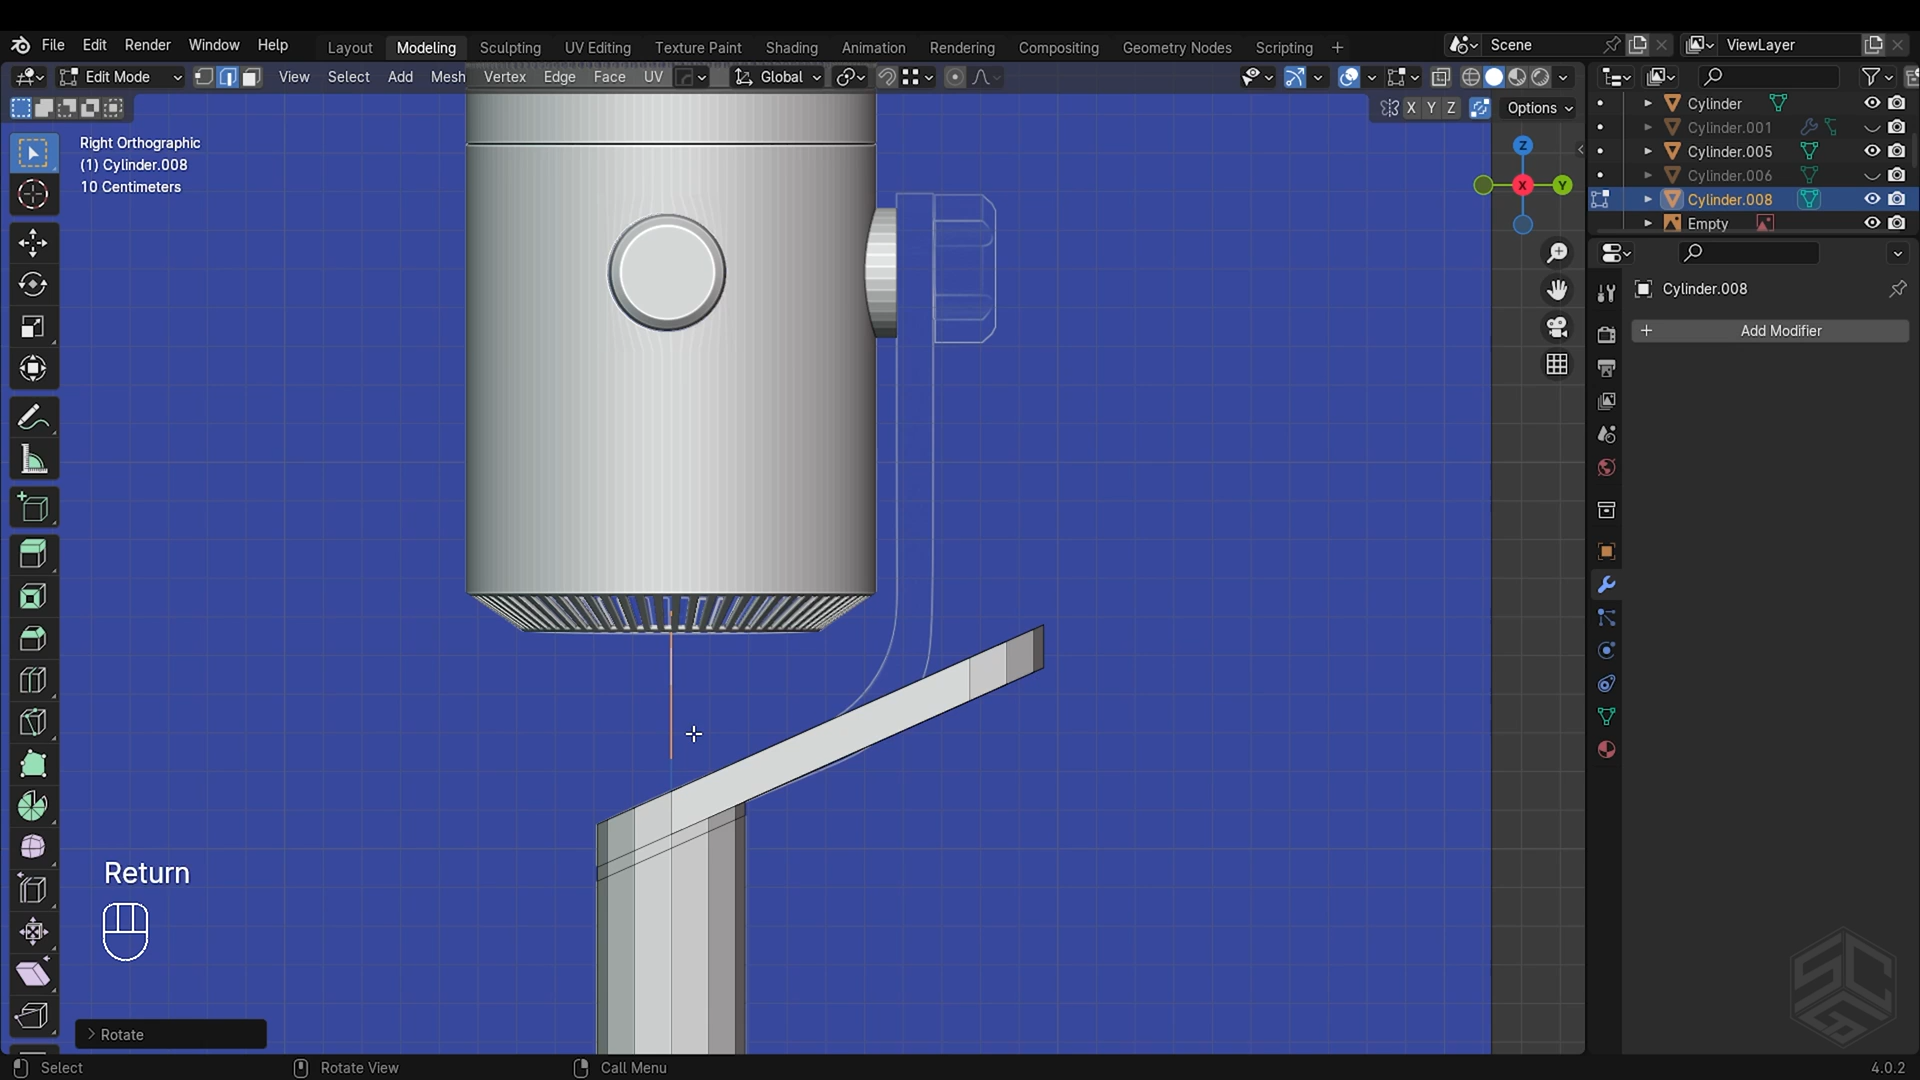 File Edit Render Window Help
Layout Modeling Sculpting UV Editing Texture Paint Shading Animation Rendering Compositing Geometry Nodes Scripting +
Scene
ViewLayer
Edit Mode
View Select Add Mesh Vertex Edge Face UV
Global
X Y Z
Options
Right Orthographic
(1) Cylinder.008
10 Centimeters
Z
X
Y
Cylinder
Cylinder.001
Cylinder.005
Cylinder.006
Cylinder.008
Empty
Cylinder.008
+ Add Modifier
Return
> Rotate
Select
Rotate View
Call Menu
4.0.2